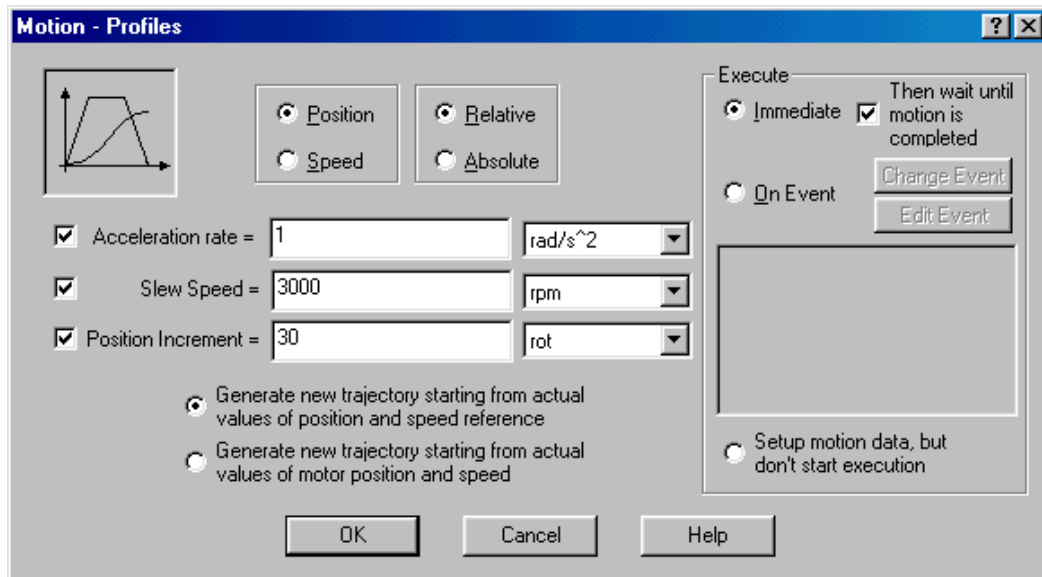 Motion - Profiles
Position
Speed
Relative
Absolute
Execute
Immediate
Then wait until
motion is
completed
On Event
Change Event
Edit Event
Acceleration rate =
1
rad/s^2
Slew Speed =
3000
rpm
Position Increment =
30
rot
Generate new trajectory starting from actual
values of position and speed reference
Generate new trajectory starting from actual
values of motor position and speed
Setup motion data, but
don't start execution
OK
Cancel
Help